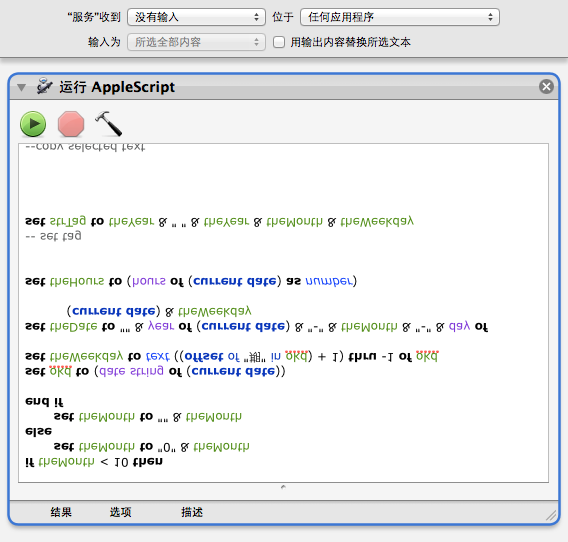 “服务”收到 没有输入 位于 任何应用程序
输入为 所选全部内容 用输出内容替换所选文本
运行 AppleScript
if theMonth < 10 then
set theMonth to "0" & theMonth
else
set theMonth to "" & theMonth
end if
set okd to (date string of (current date))
set theWeekday to text ((offset of "期" in okd) + 1) thru -1 of okd
set theDate to "" & year of (current date) & "-" & theMonth & "-" & day of
(current date) & theWeekday
set theHours to (hours of (current date) as number)
-- set tag
set strTag to theYear & " " & theYear & theMonth & theWeekday
--copy selected text
结果 选项 描述